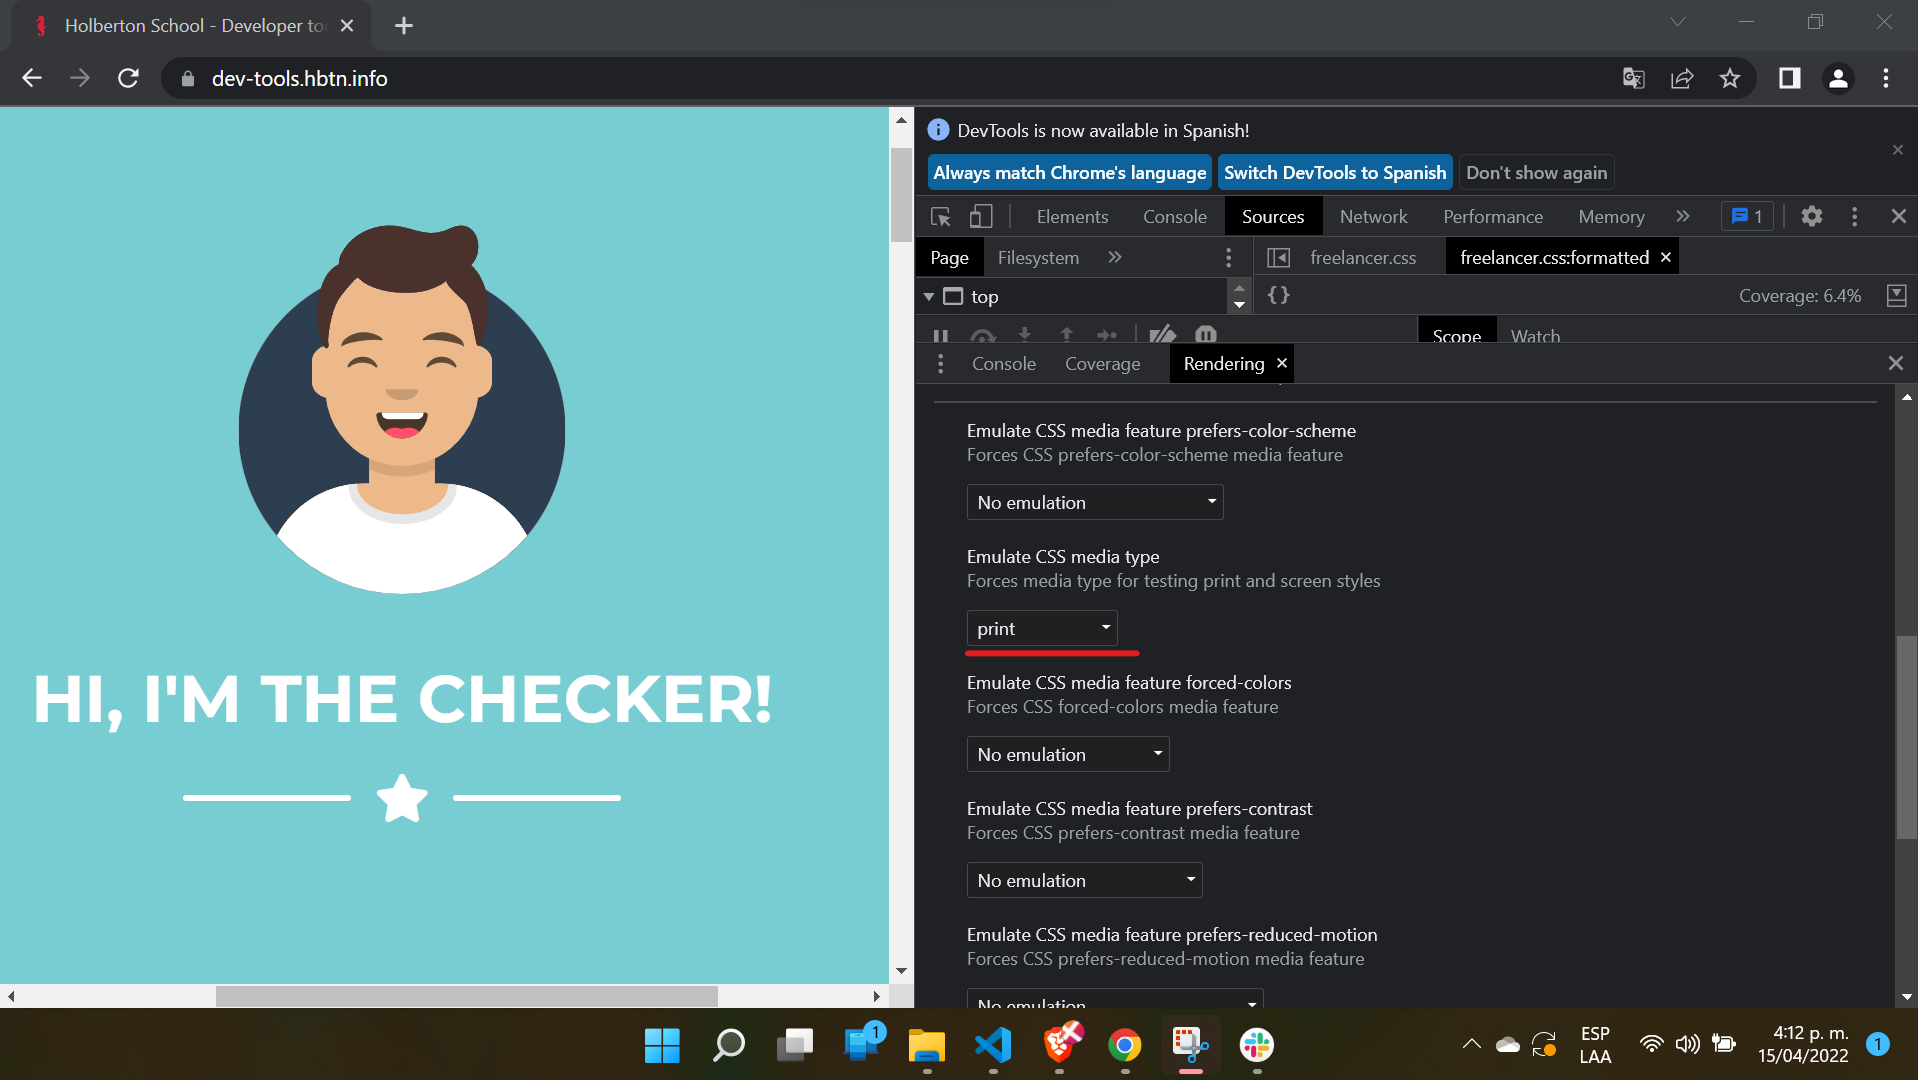 Holberton School - Developer to
dev-tools.hbtn.info
HI, I'M THE CHECKER!
DevTools is now available in Spanish!
Always match Chrome's language Switch DevTools to Spanish Don't show again
Elements Console Sources Network Performance Memory » 1
Page Filesystem » freelancer.css freelancer.css:formatted
top {} Coverage: 6.4%
Scope Watch
Console Coverage Rendering
Emulate CSS media feature prefers-color-scheme
Forces CSS prefers-color-scheme media feature
No emulation
Emulate CSS media type
Forces media type for testing print and screen styles
print
Emulate CSS media feature forced-colors
Forces CSS forced-colors media feature
No emulation
Emulate CSS media feature prefers-contrast
Forces CSS prefers-contrast media feature
No emulation
Emulate CSS media feature prefers-reduced-motion
Forces CSS prefers-reduced-motion media feature
No emulation
1
ESP
LAA
4:12 p. m.
15/04/2022
1